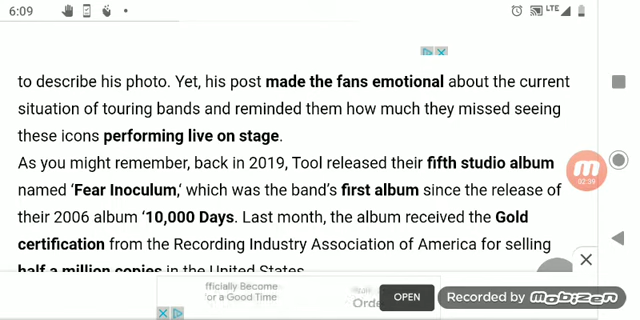 6:09
LTE
to describe his photo. Yet, his post made the fans emotional about the current
situation of touring bands and reminded them how much they missed seeing
these icons performing live on stage.
As you might remember, back in 2019, Tool released their fifth studio album
named ‘Fear Inoculum,’ which was the band’s first album since the release of
their 2006 album ‘10,000 Days. Last month, the album received the Gold
certification from the Recording Industry Association of America for selling
half a million copies in the United States
02:39
fficially Become
'or a Good Time
Orde
OPEN
Recorded by mobizen